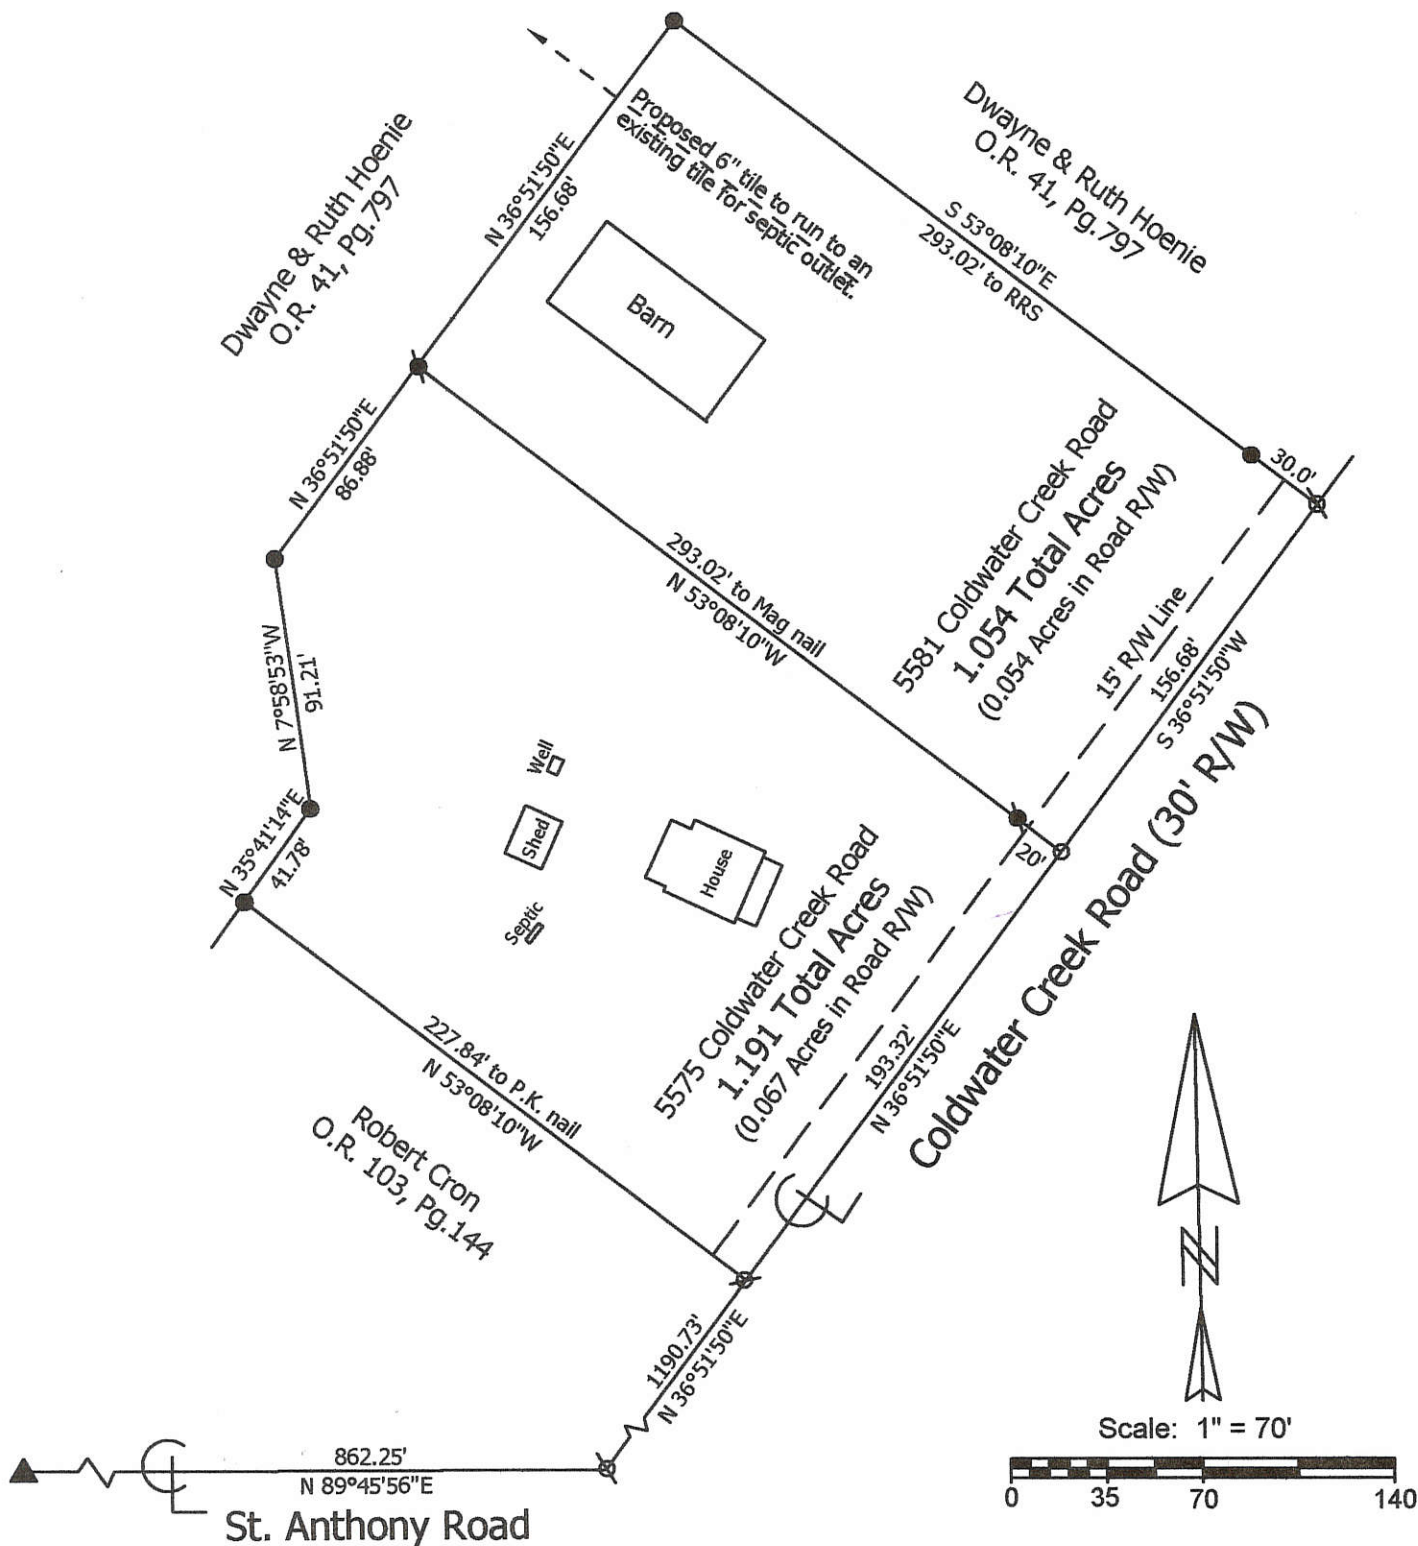 Dwayne & Ruth Hoenie
O.R. 41, Pg.797
N 36°51'50"E
156.68'
Proposed 6" tile to run to an
existing tile for septic outlet.
Barn
Dwayne & Ruth Hoenie
O.R. 41, Pg.797
S 53°08'10"E
293.02' to RRS
30.0'
N 36°51'50"E
86.88'
293.02' to Mag nail
N 53°08'10"W
5581 Coldwater Creek Road
1.054 Total Acres
(0.054 Acres in Road R/W)
15' R/W Line
156.68'
S 36°51'50"W
N 7°58'53"W
91.21'
N 35°41'14"E
41.78'
Well
Shed
Septic
House
20'
5575 Coldwater Creek Road
1.191 Total Acres
(0.067 Acres in Road R/W)
193.32'
N 36°51'50"E
Coldwater Creek Road (30' R/W)
227.84' to P.K. nail
N 53°08'10"W
Robert Cron
O.R. 103, Pg.144
1190.73'
N 36°51'50"E
862.25'
N 89°45'56"E
St. Anthony Road
N
Scale: 1" = 70'
0 35 70 140